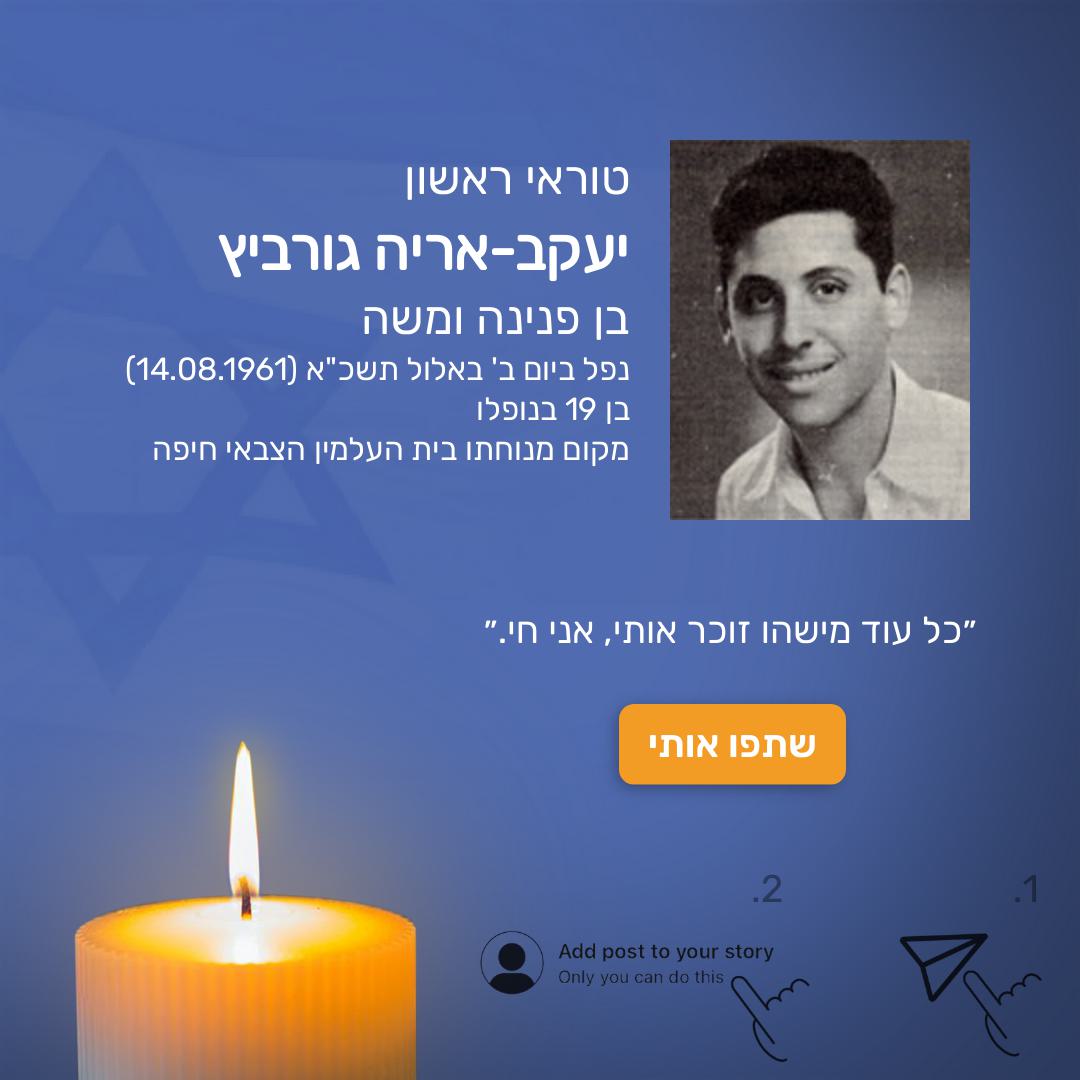 טוראי ראשון
יעקב-אריה גורביץ
בן פנינה ומשה
נפל ביום ב' באלול תשכ"א (14.08.1961)
בן 19 בנופלו
מקום מנוחתו בית העלמין הצבאי חיפה
"כל עוד מישהו זוכר אותי, אני חי."
שתפו אותי
1.
2.
Add post to your story
Only you can do this